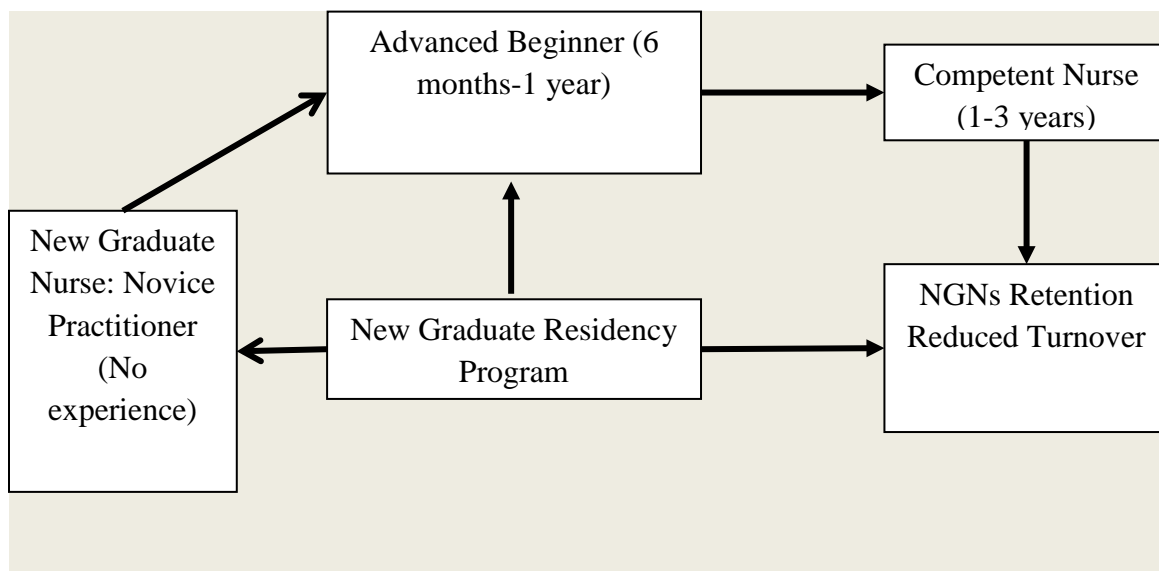 Advanced Beginner (6
months-1 year)
Competent Nurse
(1-3 years)
New Graduate
Nurse: Novice
Practitioner
(No
experience)
New Graduate Residency
Program
NGNs Retention
Reduced Turnover